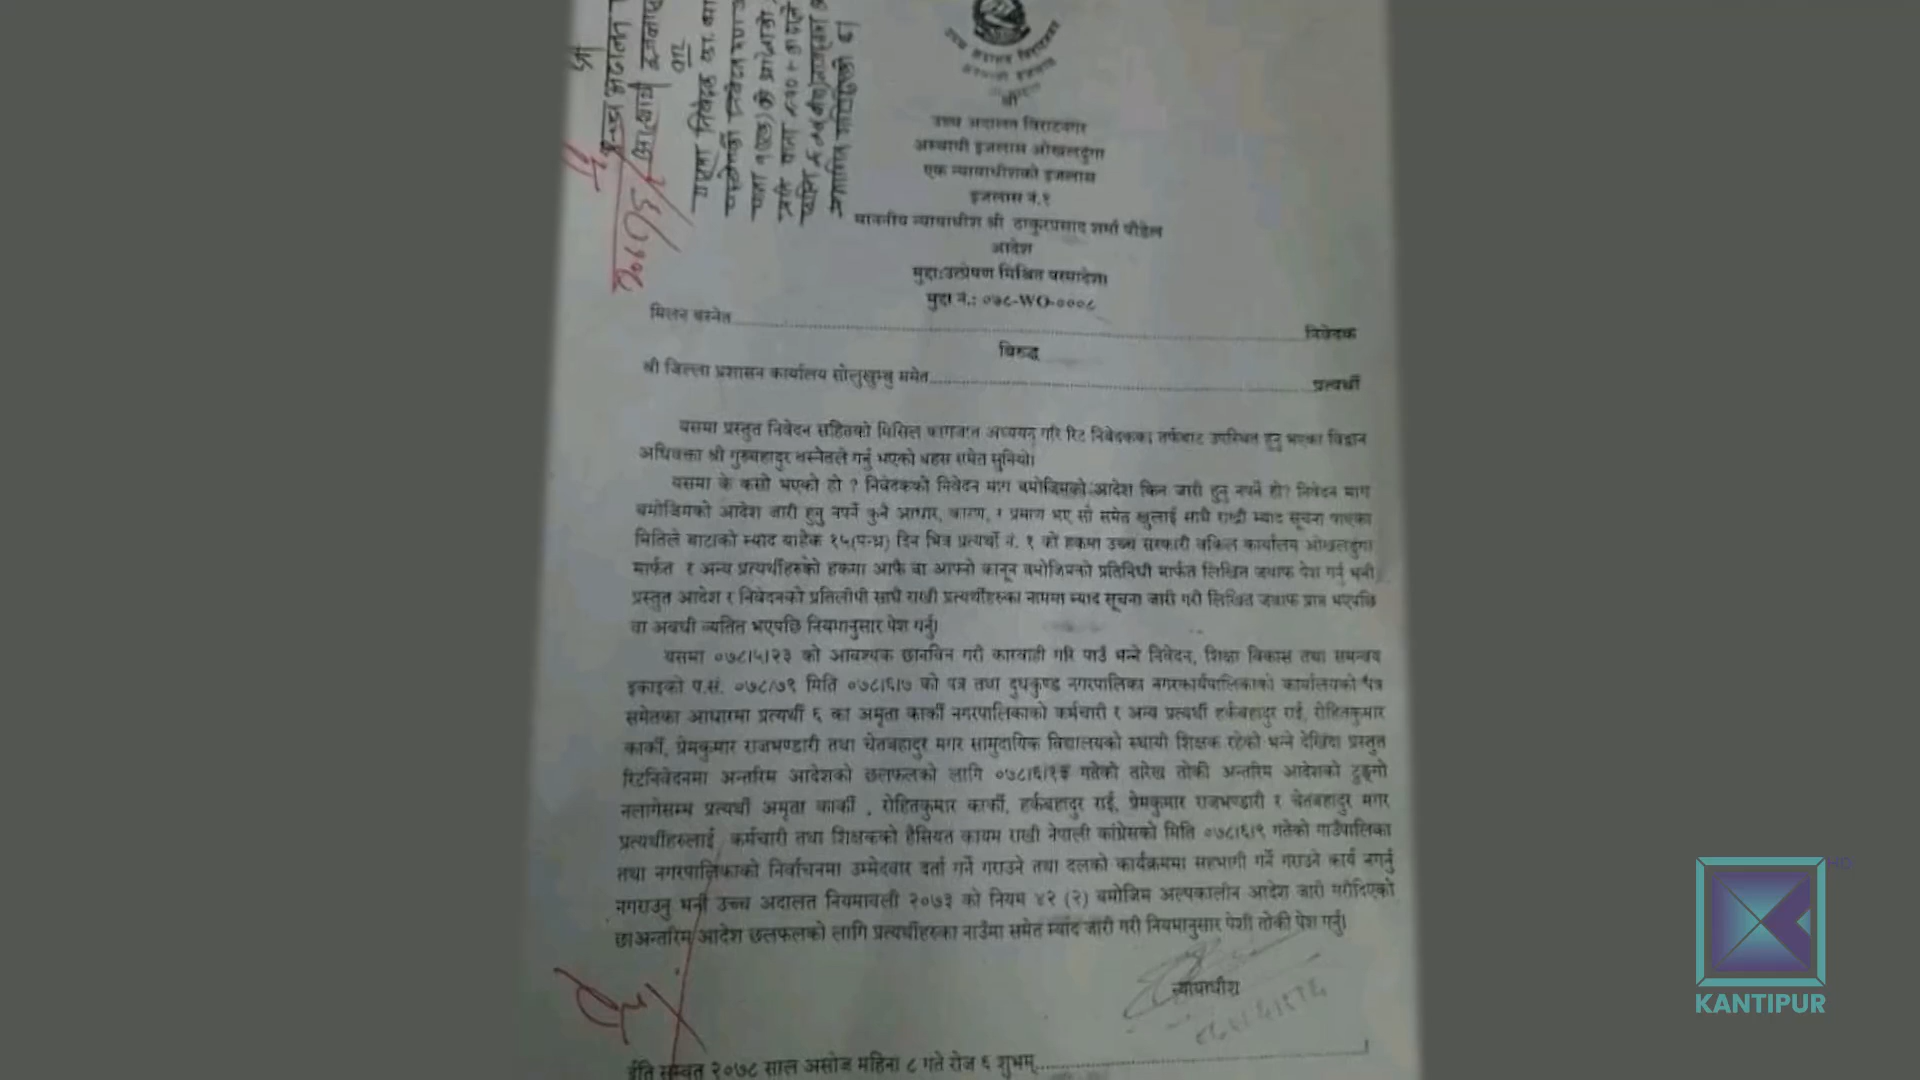 श्री
उच्च अदालत विराटनगर
अस्थायी इजलास ओखलढुंगा
एक न्यायाधीशको इजलास
इजलास नं.१
माननीय न्यायाधीश श्री ठाकुरप्रसाद शर्मा पौडेल
आदेश
मुद्दा:उत्प्रेषण मिश्रित परमादेश।
मुद्दा नं.: ०७८-WO-०००८
मिलन बस्नेत निवेदक
विरुद्ध
श्री जिल्ला प्रशासन कार्यालय सोलुखुम्बु समेत प्रत्यर्थी
यसमा प्रस्तुत निवेदन सहितको मिसिल कागजात अध्ययन गरि रिट निवेदकका तर्फबाट उपस्थित हुनु भएका विद्वान
अधिवक्ता श्री गुरुबहादुर बस्नेतले गर्नु भएको बहस समेत सुनियो।
यसमा के कसो भएको हो ? निवेदकको निवेदन माग बमोजिमको आदेश किन जारी हुनु नपर्ने हो? निवेदन माग
बमोजिमको आदेश जारी हुनु नपर्ने कुनै आधार, कारण, र प्रमाण भए सो समेत खुलाई साथै राखी म्याद सूचना पाएका
मितिले बाटाको म्याद बाहेक १५(पन्ध्र) दिन भित्र प्रत्यर्थी नं. १ को हकमा उच्च सरकारी वकिल कार्यालय ओखलढुंगा
मार्फत र अन्य प्रत्यर्थीहरुको हकमा आफै वा आफ्नो कानून बमोजिमको प्रतिनिधी मार्फत लिखित जवाफ पेश गर्नु भनी
प्रस्तुत आदेश र निवेदनको प्रतिलीपी साथै राखी प्रत्यर्थीहरुका नाममा म्याद सूचना जारी गरी लिखित जवाफ प्राप्त भएपछि
वा अवधी व्यतित भएपछि नियमानुसार पेश गर्नु।
यसमा ०७८।५।२३ को आवश्यक छानविन गरी कारवाही गरि पाउँ भन्ने निवेदन, शिक्षा विकास तथा समन्वय
इकाइको प.सं. ०७८/७९ मिति ०७८।६।७ को पत्र तथा दुधकुण्ड नगरपालिका नगरकार्यपालिकाको कार्यालयको पत्र
समेतका आधारमा प्रत्यर्थी ६ का अमृता कार्की नगरपालिकाको कर्मचारी र अन्य प्रत्यर्थी हर्कबहादुर राई, रोहितकुमार
कार्की, प्रेमकुमार राजभण्डारी तथा चेतबहादुर मगर सामुदायिक विद्यालयको स्थायी शिक्षक रहेको भन्ने देखिंदा प्रस्तुत
रिटनिवेदनमा अन्तरिम आदेशको छलफलको लागि ०७८।६।१३ गतेको तारेख तोकी अन्तरिम आदेशको टुङ्गो
नलागेसम्म प्रत्यर्थी अमृता कार्की , रोहितकुमार कार्की, हर्कबहादुर राई, प्रेमकुमार राजभण्डारी र चेतबहादुर मगर
प्रत्यर्थीहरुलाई कर्मचारी तथा शिक्षकको हैसियत कायम राखी नेपाली कांग्रेसको मिति ०७८।६।९ गतेको गाउँपालिका
तथा नगरपालिकाको निर्वाचनमा उम्मेदवार दर्ता गर्ने गराउने तथा दलको कार्यक्रममा सहभागी गर्ने गराउने कार्य नगर्नु
नगराउनु भनी उच्च अदालत नियमावली २०७३ को नियम ४२ (२) बमोजिम अल्पकालीन आदेश जारी गरीदिएको
छ।अन्तरिम आदेश छलफलको लागि प्रत्यर्थीहरुका नाउँमा समेत म्याद जारी गरी नियमानुसार पेशी तोकी पेश गर्नु।
न्यायाधीश
ईति सम्वत २०७८ साल असोज महिना ८ गते रोज ६ शुभम्
KANTIPUR